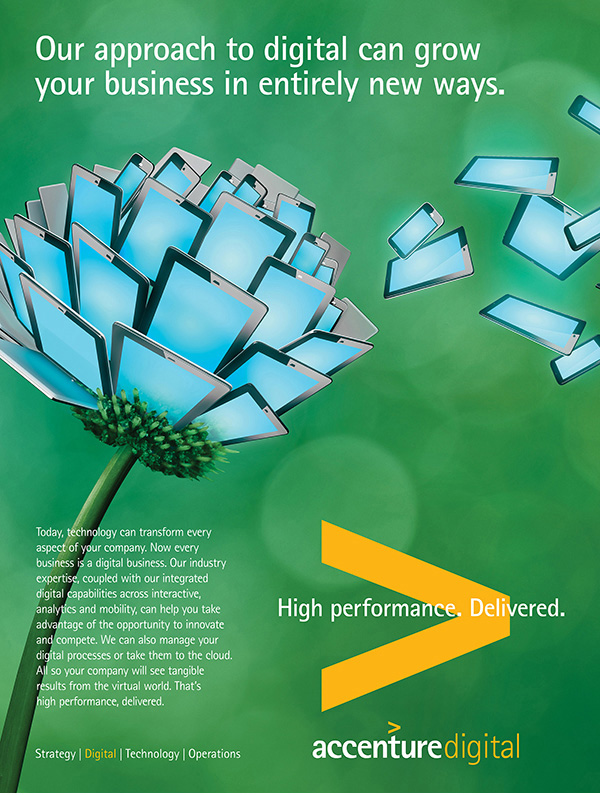 Our approach to digital can grow
your business in entirely new ways.
Today, technology can transform every
aspect of your company. Now every
business is a digital business. Our industry
expertise, coupled with our integrated
digital capabilities across interactive,
analytics and mobility, can help you take
advantage of the opportunity to innovate
and compete. We can also manage your
digital processes or take them to the cloud.
All so your company will see tangible
results from the virtual world. That's
high performance, delivered.
High performance. Delivered.
Strategy | Digital | Technology | Operations
accenturedigital